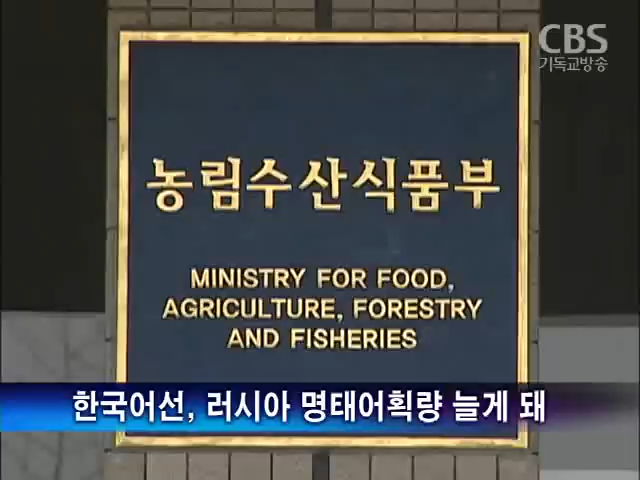 CBS
기독교방송
농림수산식품부
MINISTRY FOR FOOD,
AGRICULTURE, FORESTRY
AND FISHERIES
한국어선, 러시아 명태어획량 늘게 돼